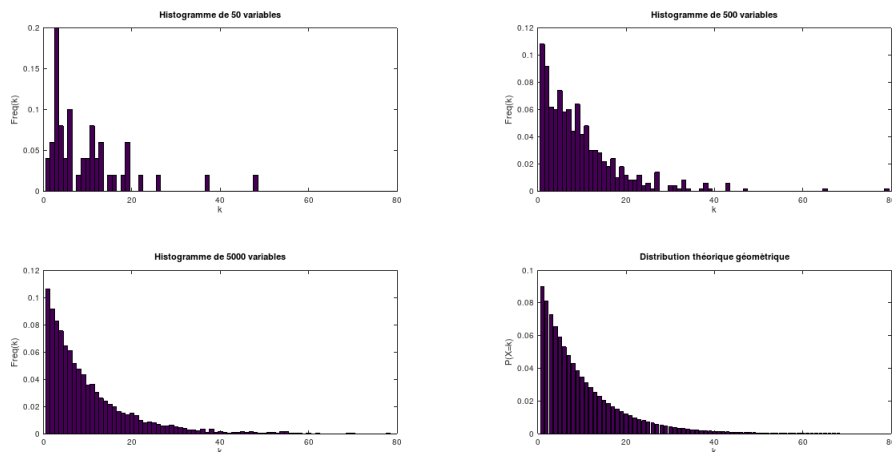 Histogramme de 50 variables
0.2
0.15
0.1
0.05
0
Freq(k)
0 20 40 60 80
k
Histogramme de 500 variables
0.12
0.1
0.08
0.06
0.04
0.02
0
Freq(k)
0 20 40 60 80
k
Histogramme de 5000 variables
0.12
0.1
0.08
0.06
0.04
0.02
0
Freq(k)
0 20 40 60 80
k
Distribution théorique géométrique
0.1
0.08
0.06
0.04
0.02
0
P(X=k)
0 20 40 60 80
k